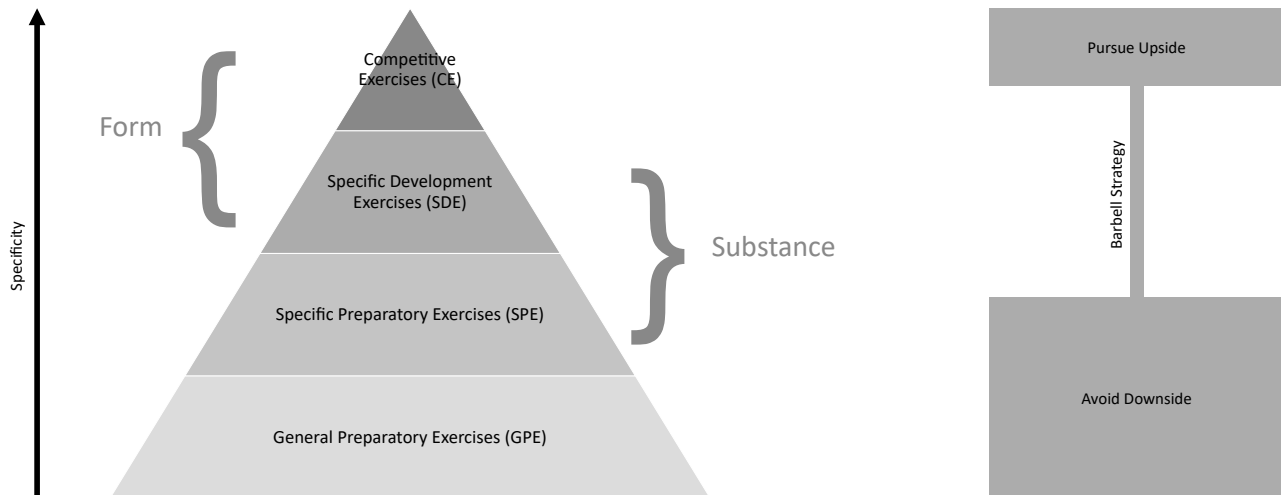 Specificity
Form
{
Competitive
Exercises (CE)
Specific Development
Exercises (SDE)
Specific Preparatory Exercises (SPE)
General Preparatory Exercises (GPE)
}
Substance
Pursue Upside
Barbell Strategy
Avoid Downside